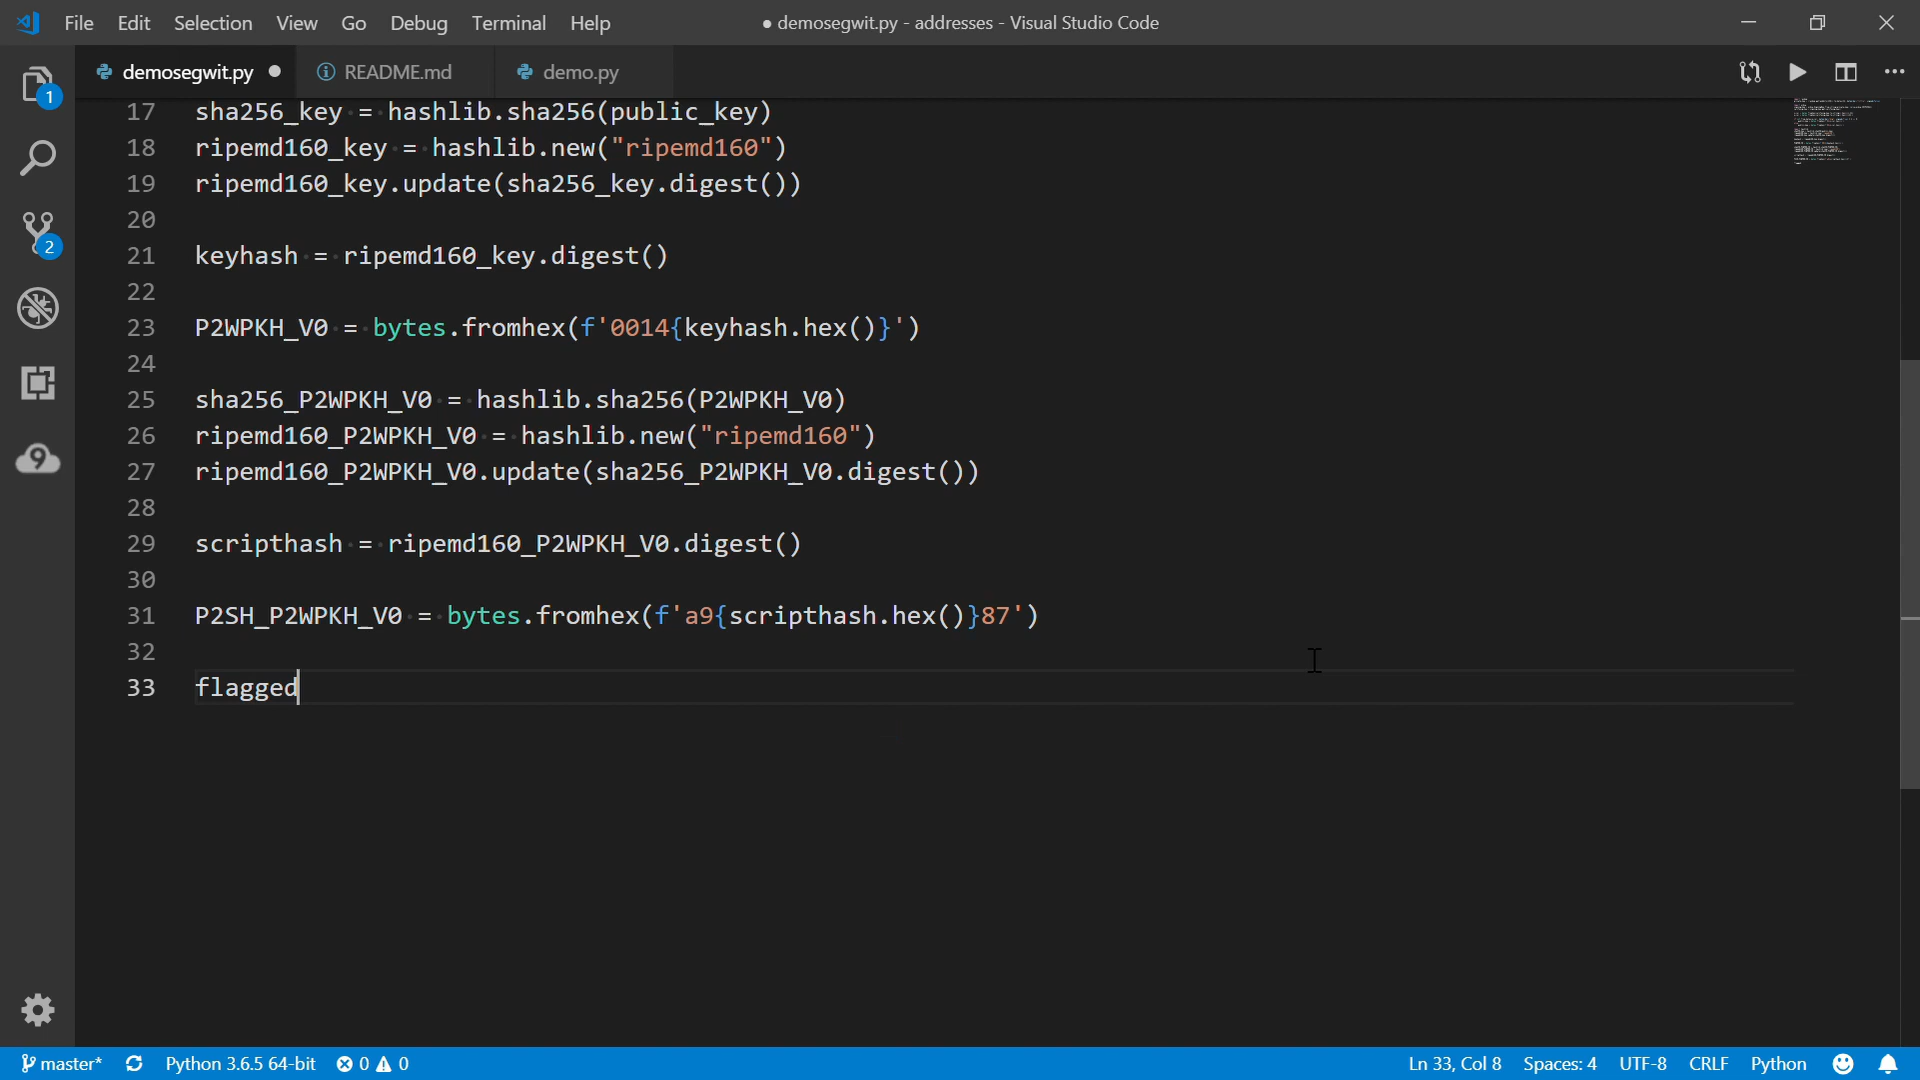 File Edit Selection View Go Debug Terminal Help
● demosegwit.py - addresses - Visual Studio Code
demosegwit.py ● README.md demo.py
1
2
9
17 sha256_key = hashlib.sha256(public_key)
18 ripemd160_key = hashlib.new("ripemd160")
19 ripemd160_key.update(sha256_key.digest())
20
21 keyhash = ripemd160_key.digest()
22
23 P2WPKH_V0 = bytes.fromhex(f'0014{keyhash.hex()}')
24
25 sha256_P2WPKH_V0 = hashlib.sha256(P2WPKH_V0)
26 ripemd160_P2WPKH_V0 = hashlib.new("ripemd160")
27 ripemd160_P2WPKH_V0.update(sha256_P2WPKH_V0.digest())
28
29 scripthash = ripemd160_P2WPKH_V0.digest()
30
31 P2SH_P2WPKH_V0 = bytes.fromhex(f'a9{scripthash.hex()}87')
32
33 flagged
master* Python 3.6.5 64-bit 0 0 Ln 33, Col 8 Spaces: 4 UTF-8 CRLF Python